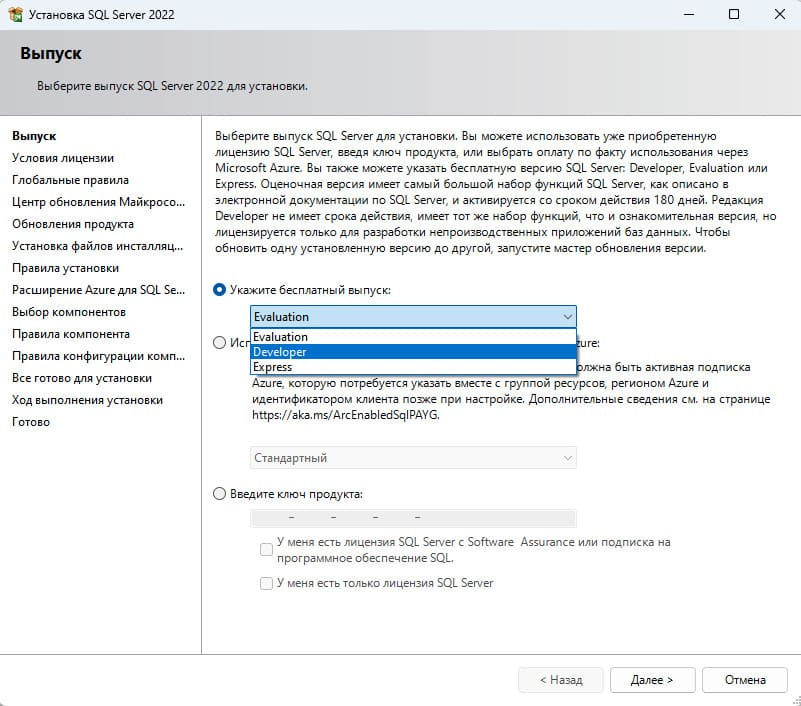 Установка SQL Server 2022
Выпуск
Выберите выпуск SQL Server 2022 для установки.
Выпуск
Условия лицензии
Глобальные правила
Центр обновления Майкросо...
Обновления продукта
Установка файлов инсталляц...
Правила установки
Расширение Azure для SQL Se...
Выбор компонентов
Правила компонента
Правила конфигурации комп...
Все готово для установки
Ход выполнения установки
Готово
Выберите выпуск SQL Server для установки. Вы можете использовать уже приобретенную
лицензию SQL Server, введя ключ продукта, или выбрать оплату по факту использования через
Microsoft Azure. Вы также можете указать бесплатную версию SQL Server: Developer, Evaluation или
Express. Оценочная версия имеет самый большой набор функций SQL Server, как описано в
электронной документации по SQL Server, и активируется со сроком действия 180 дней. Редакция
Developer не имеет срока действия, имеет тот же набор функций, что и ознакомительная версия, но
лицензируется только для разработки непроизводственных приложений баз данных. Чтобы
обновить одну установленную версию до другой, запустите мастер обновления версии.
Укажите бесплатный выпуск:
Evaluation
Evaluation
Developer
Express
Исп
zure:
олжна быть активная подписка
Azure, которую потребуется указать вместе с группой ресурсов, регионом Azure и
идентификатором клиента позже при настройке. Дополнительные сведения см. на странице
https://aka.ms/ArcEnabledSqlPAYG.
Стандартный
Введите ключ продукта:
– – – –
У меня есть лицензия SQL Server с Software Assurance или подписка на
программное обеспечение SQL.
У меня есть только лицензия SQL Server
< Назад
Далее >
Отмена